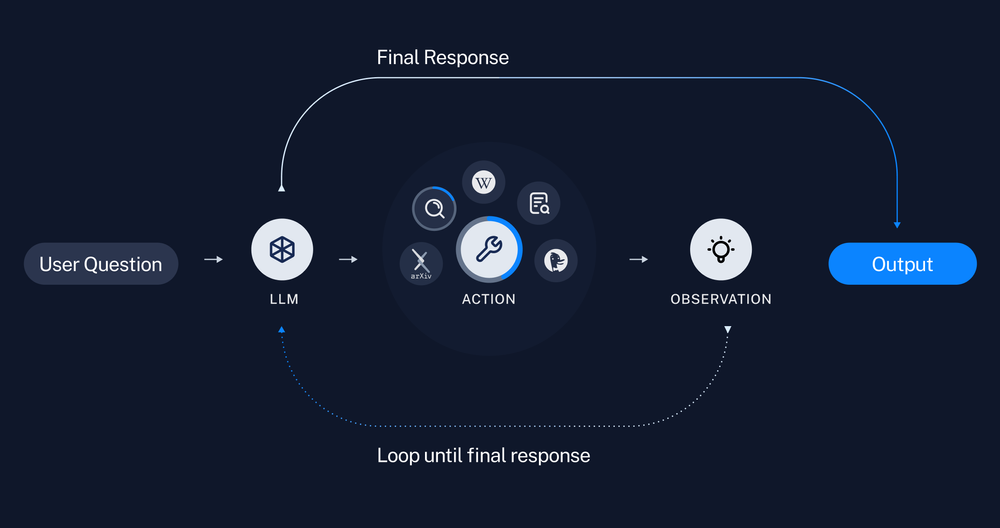 Final Response
W
User Question
arXiv
LLM
ACTION
OBSERVATION
Output
Loop until final response